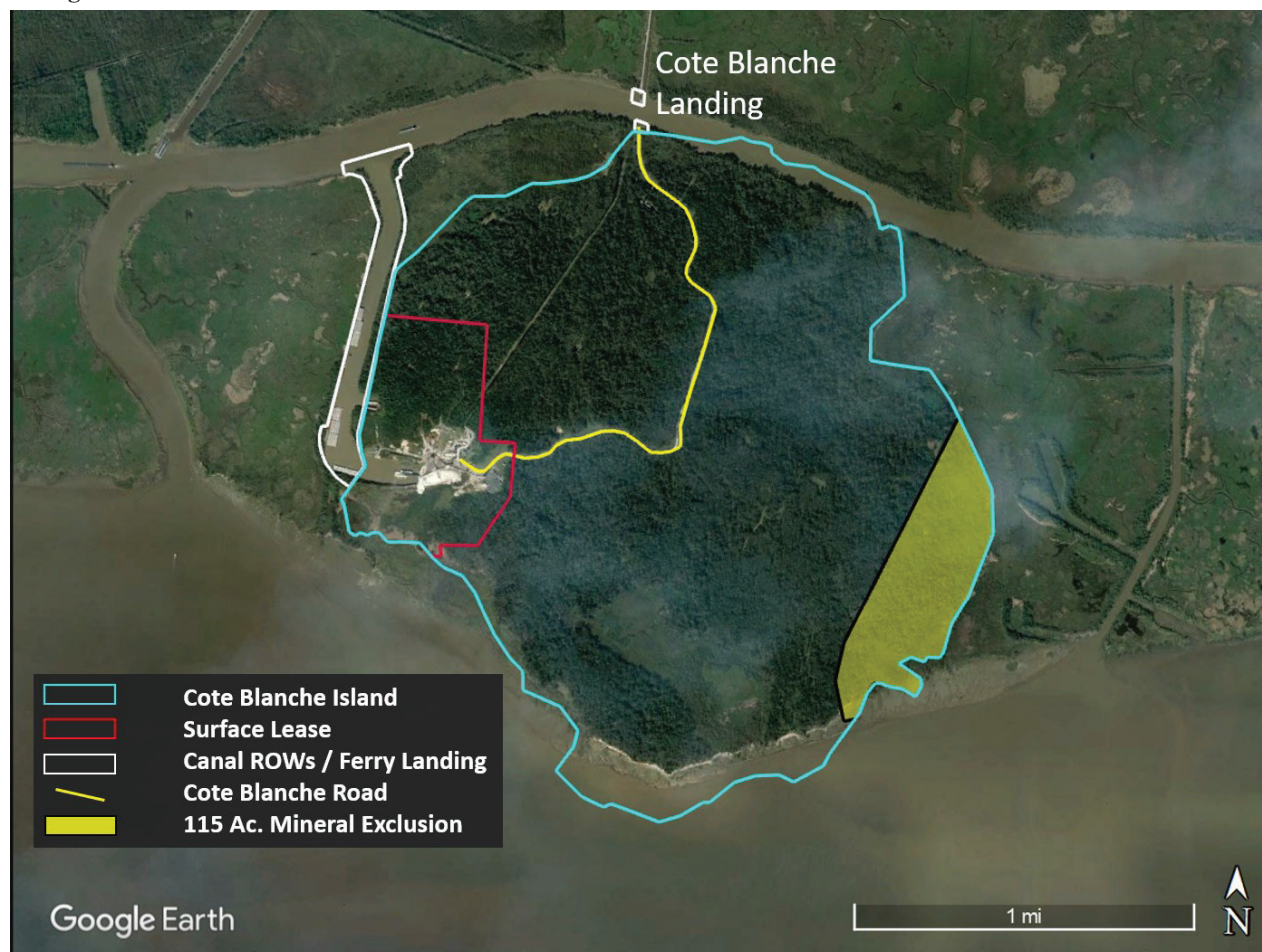 Cote Blanche
Landing
Cote Blanche Island
Surface Lease
Canal ROWs / Ferry Landing
Cote Blanche Road
115 Ac. Mineral Exclusion
Google Earth
1 mi
N